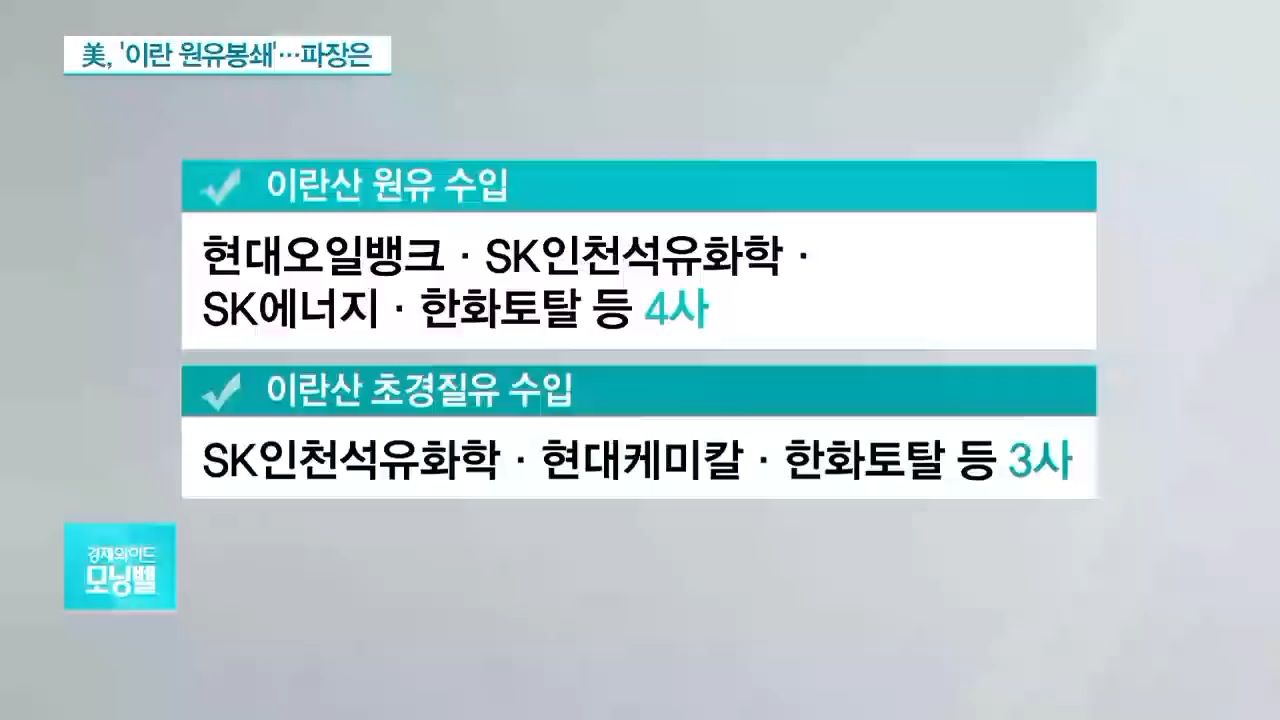 美, '이란 원유봉쇄'…파장은
이란산 원유 수입
현대오일뱅크 · SK인천석유화학 ·
SK에너지 · 한화토탈 등 4사
이란산 초경질유 수입
SK인천석유화학 · 현대케미칼 · 한화토탈 등 3사
경제와이드
모닝벨